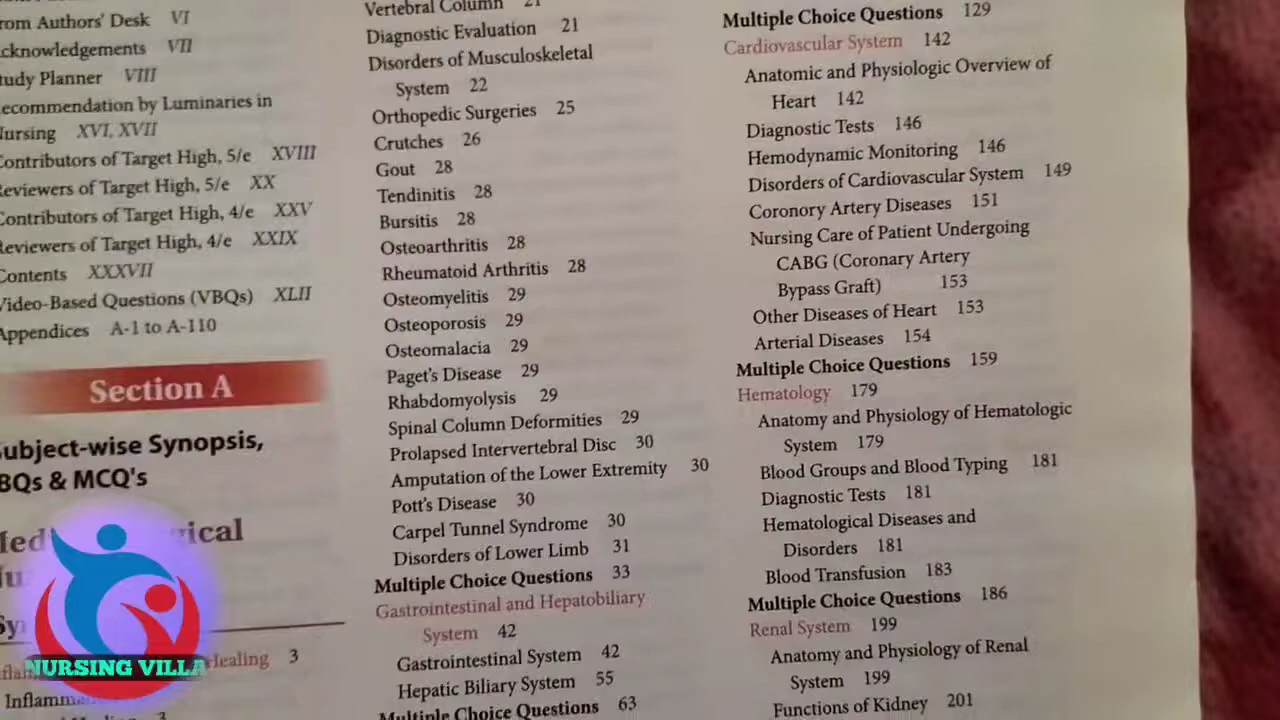 rom Authors' Desk VI
cknowledgements VII
tudy Planner VIII
ecommendation by Luminaries in
Nursing XVI, XVII
Contributors of Target High, 5/e XVIII
Reviewers of Target High, 5/e XX
Contributors of Target High, 4/e XXV
Reviewers of Target High, 4/e XXIX
Contents XXXVII
Video-Based Questions (VBQs) XLII
Appendices A-1 to A-110
Section A
Subject-wise Synopsis,
BQs & MCQ's
NURSING VILLA
Healing 3
Vertebral Column 21
Diagnostic Evaluation 21
Disorders of Musculoskeletal
System 22
Orthopedic Surgeries 25
Crutches 26
Gout 28
Tendinitis 28
Bursitis 28
Osteoarthritis 28
Rheumatoid Arthritis 28
Osteomyelitis 29
Osteoporosis 29
Osteomalacia 29
Paget's Disease 29
Rhabdomyolysis 29
Spinal Column Deformities 29
Prolapsed Intervertebral Disc 30
Amputation of the Lower Extremity 30
Pott's Disease 30
Carpel Tunnel Syndrome 30
Disorders of Lower Limb 31
Multiple Choice Questions 33
Gastrointestinal and Hepatobiliary
System 42
Gastrointestinal System 42
Hepatic Biliary System 55
Multiple Choice Questions 63
Multiple Choice Questions 129
Cardiovascular System 142
Anatomic and Physiologic Overview of
Heart 142
Diagnostic Tests 146
Hemodynamic Monitoring 146
Disorders of Cardiovascular System 149
Coronory Artery Diseases 151
Nursing Care of Patient Undergoing
CABG (Coronary Artery
Bypass Graft) 153
Other Diseases of Heart 153
Arterial Diseases 154
Multiple Choice Questions 159
Hematology 179
Anatomy and Physiology of Hematologic
System 179
Blood Groups and Blood Typing 181
Diagnostic Tests 181
Hematological Diseases and
Disorders 181
Blood Transfusion 183
Multiple Choice Questions 186
Renal System 199
Anatomy and Physiology of Renal
System 199
Functions of Kidney 201